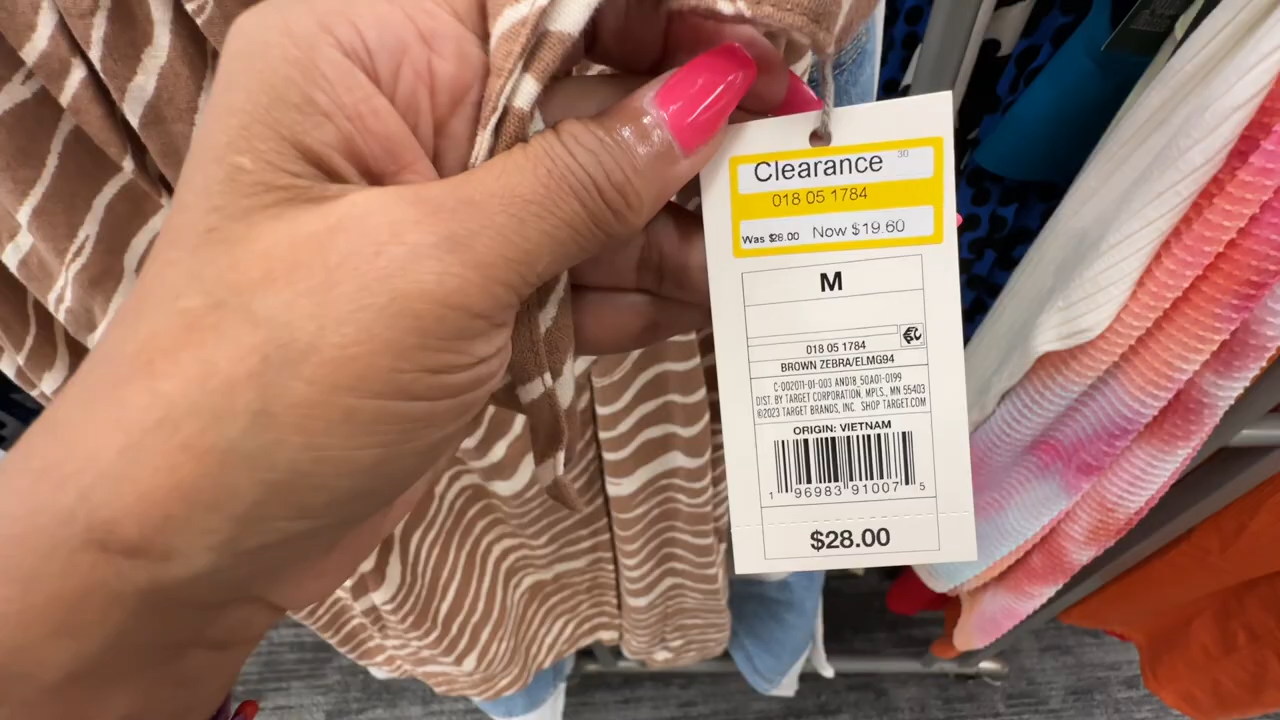 Clearance 30
018 05 1784
Was $28.00 Now $19.60
M
018 05 1784
BROWN ZEBRA/ELMG94
C-002011-01-003 AND18_50A01-0199
DIST. BY TARGET CORPORATION, MPLS., MN 55403
©2023 TARGET BRANDS, INC. SHOP TARGET.COM
ORIGIN: VIETNAM
1 96983 91007 5
$28.00